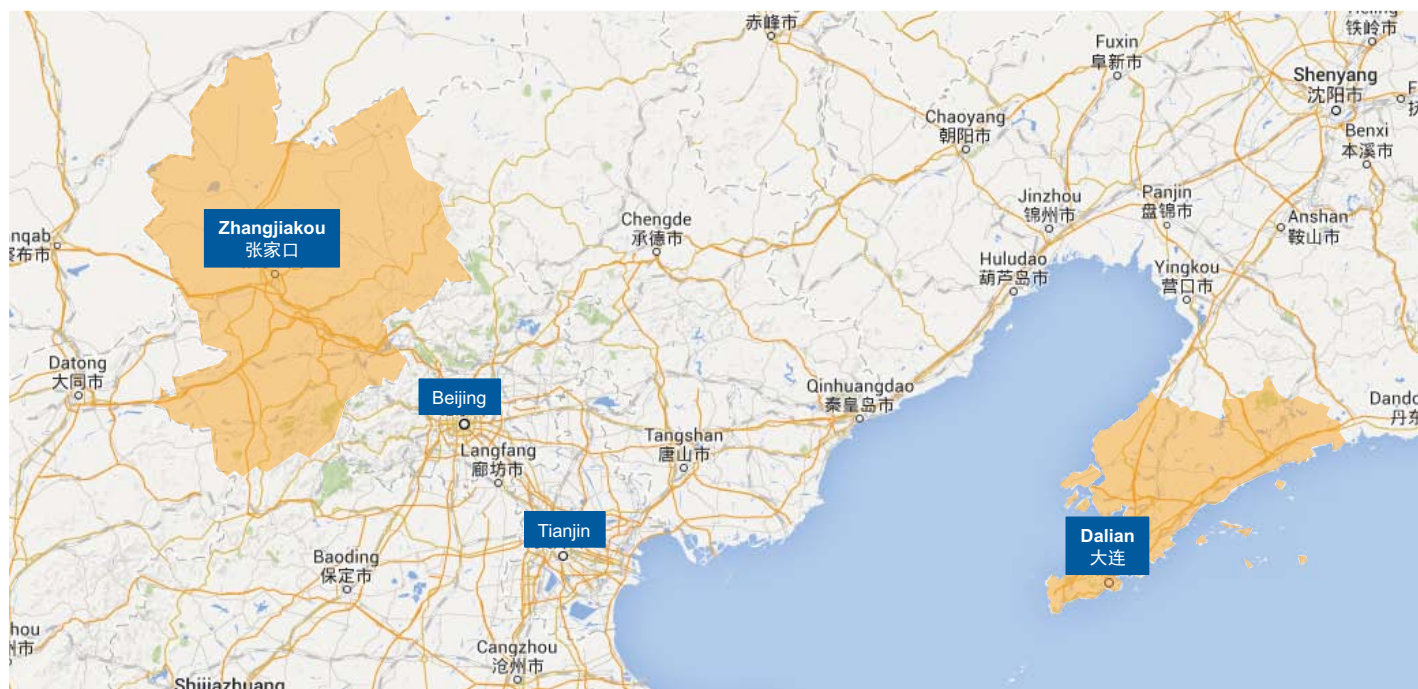 赤峰市
Fuxin
阜新市
铁岭市
Shenyang
沈阳市
Chaoyang
朝阳市
Benxi
本溪市
Zhangjiakou
张家口
Chengde
承德市
Jinzhou
锦州市
Panjin
盘锦市
Anshan
鞍山市
Huludao
葫芦岛市
Yingkou
营口市
Datong
大同市
Beijing
Qinhuangdao
秦皇岛市
Langfang
廊坊市
Tangshan
唐山市
Tianjin
Dalian
大连
Baoding
保定市
Cangzhou
沧州市
Shijiazhuang